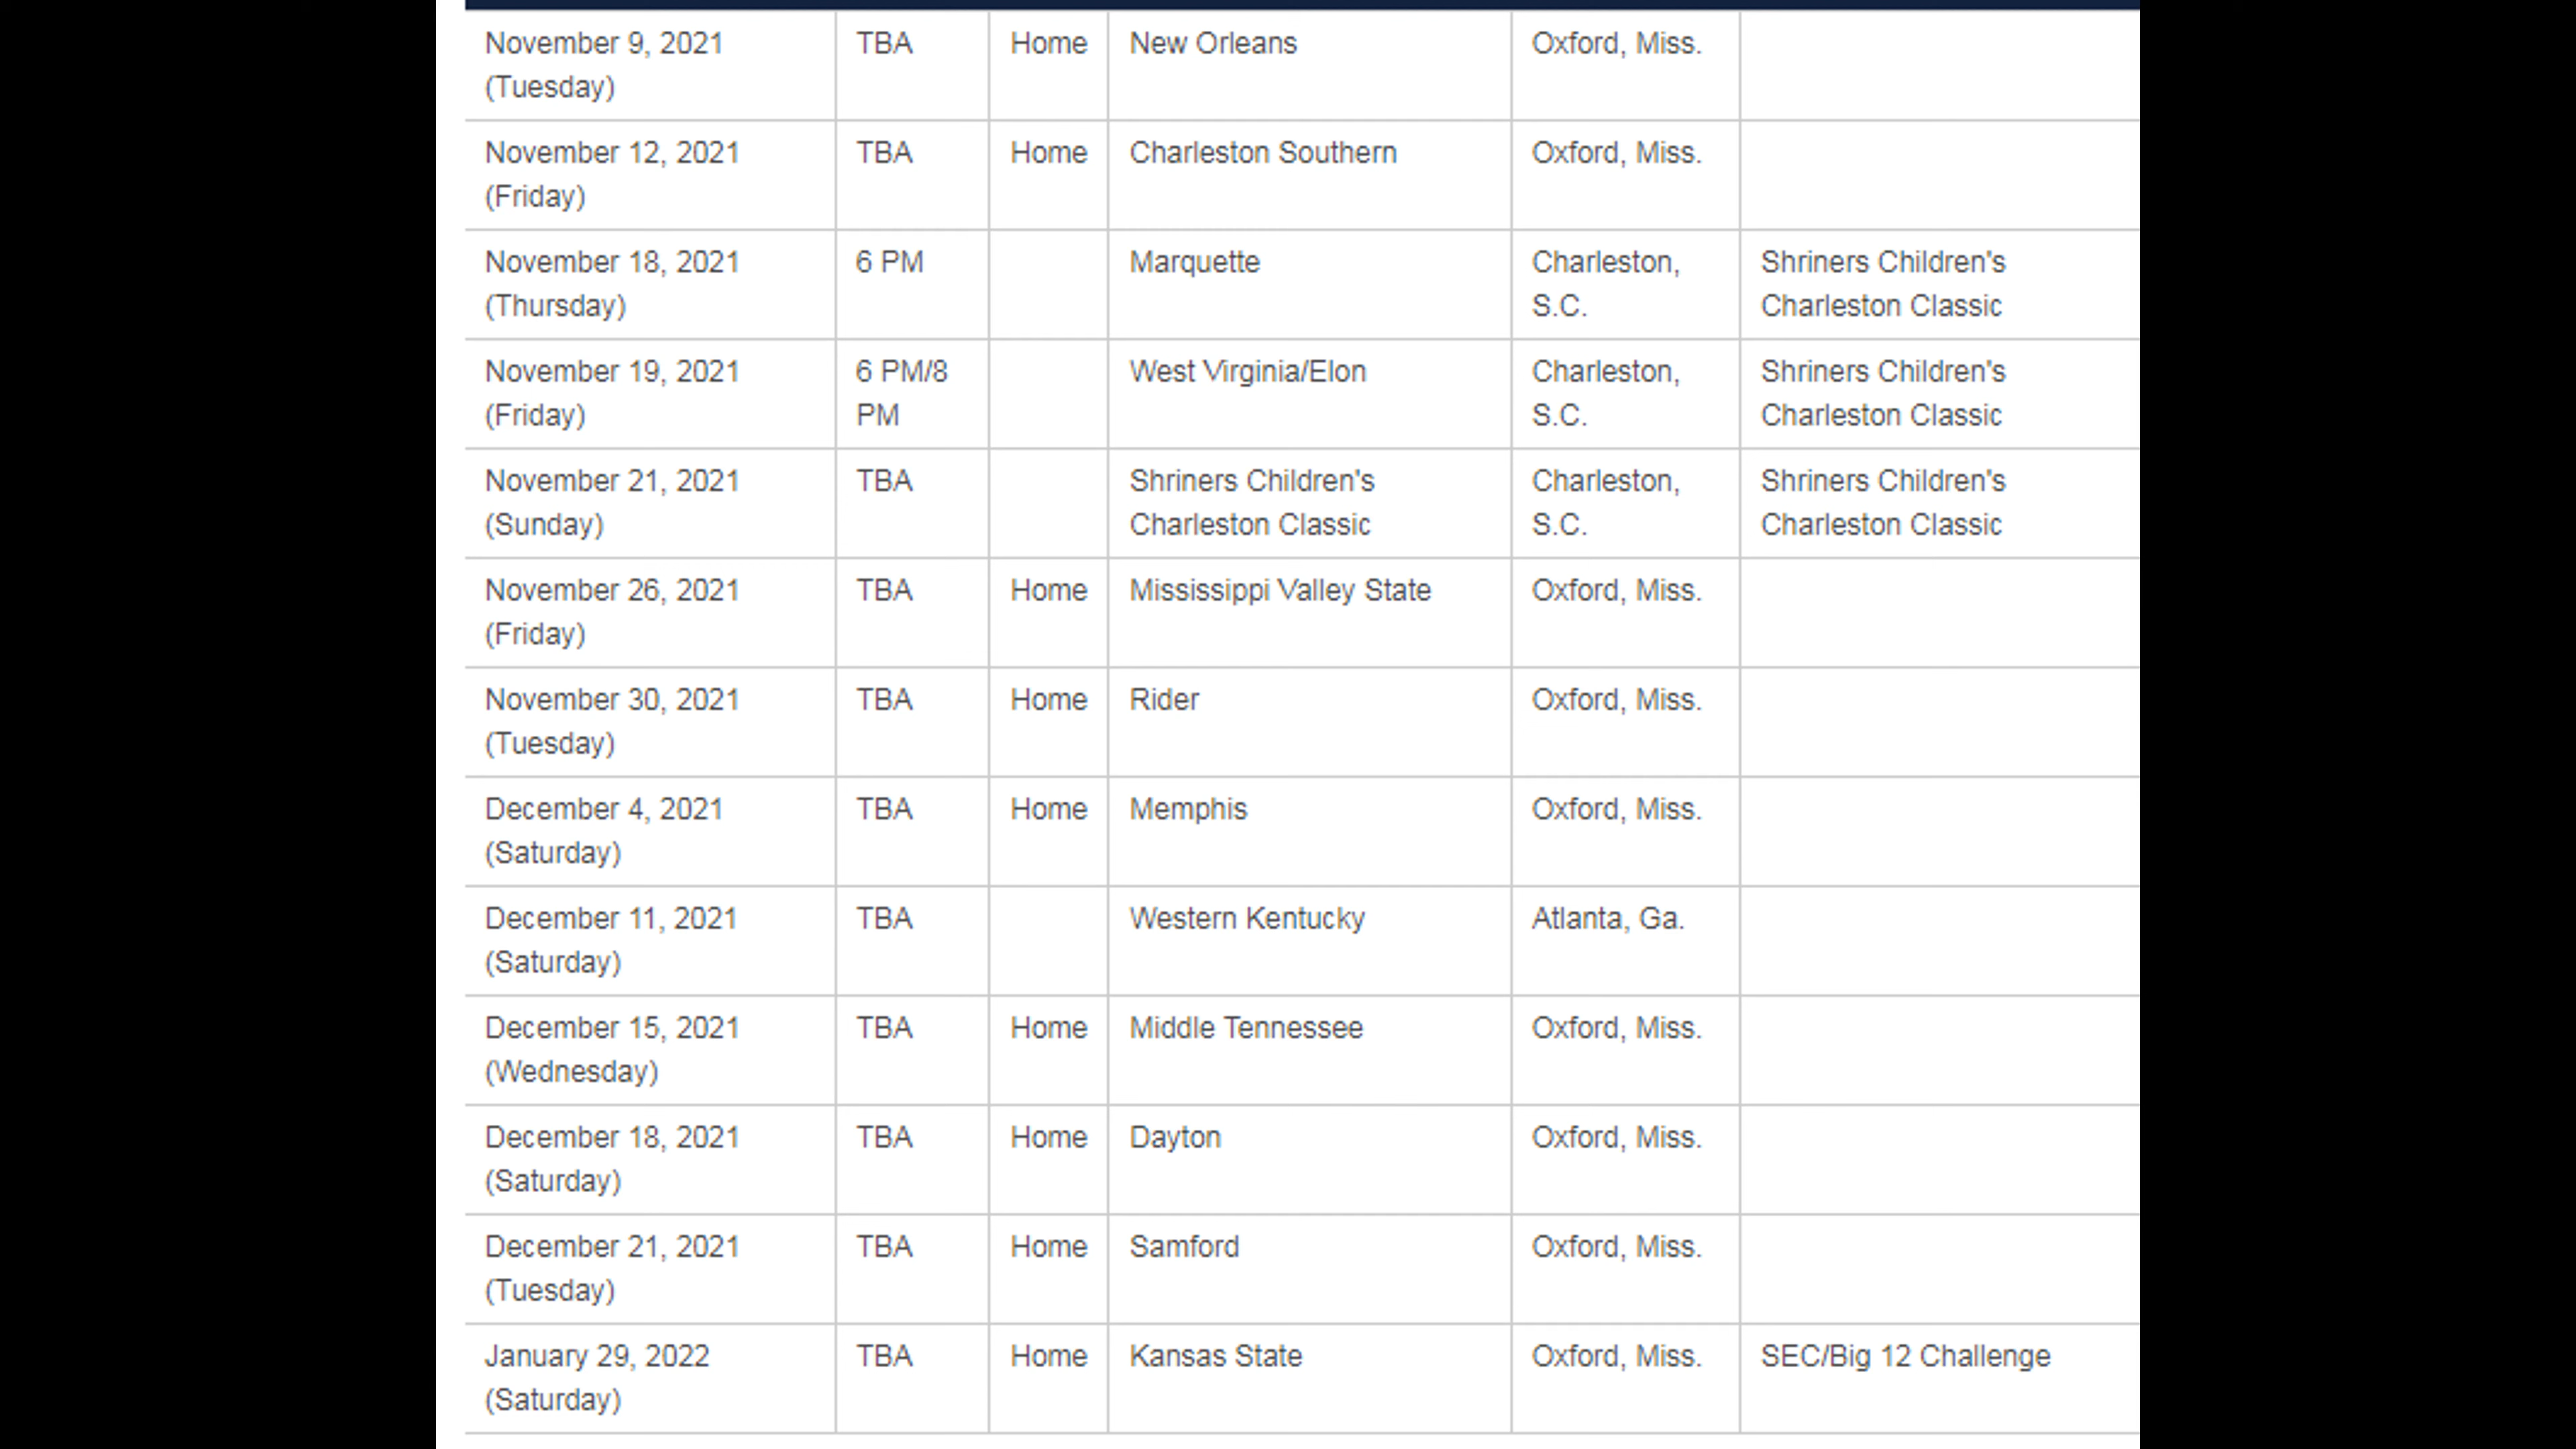 November 9, 2021 TBA Home New Orleans Oxford, Miss.
(Tuesday)
November 12, 2021 TBA Home Charleston Southern Oxford, Miss.
(Friday)
November 18, 2021 6 PM Marquette Charleston, Shriners Children's
(Thursday) S.C. Charleston Classic
November 19, 2021 6 PM/8 West Virginia/Elon Charleston, Shriners Children's
(Friday) PM S.C. Charleston Classic
November 21, 2021 TBA Shriners Children's Charleston, Shriners Children's
(Sunday) Charleston Classic S.C. Charleston Classic
November 26, 2021 TBA Home Mississippi Valley State Oxford, Miss.
(Friday)
November 30, 2021 TBA Home Rider Oxford, Miss.
(Tuesday)
December 4, 2021 TBA Home Memphis Oxford, Miss.
(Saturday)
December 11, 2021 TBA Western Kentucky Atlanta, Ga.
(Saturday)
December 15, 2021 TBA Home Middle Tennessee Oxford, Miss.
(Wednesday)
December 18, 2021 TBA Home Dayton Oxford, Miss.
(Saturday)
December 21, 2021 TBA Home Samford Oxford, Miss.
(Tuesday)
January 29, 2022 TBA Home Kansas State Oxford, Miss. SEC/Big 12 Challenge
(Saturday)